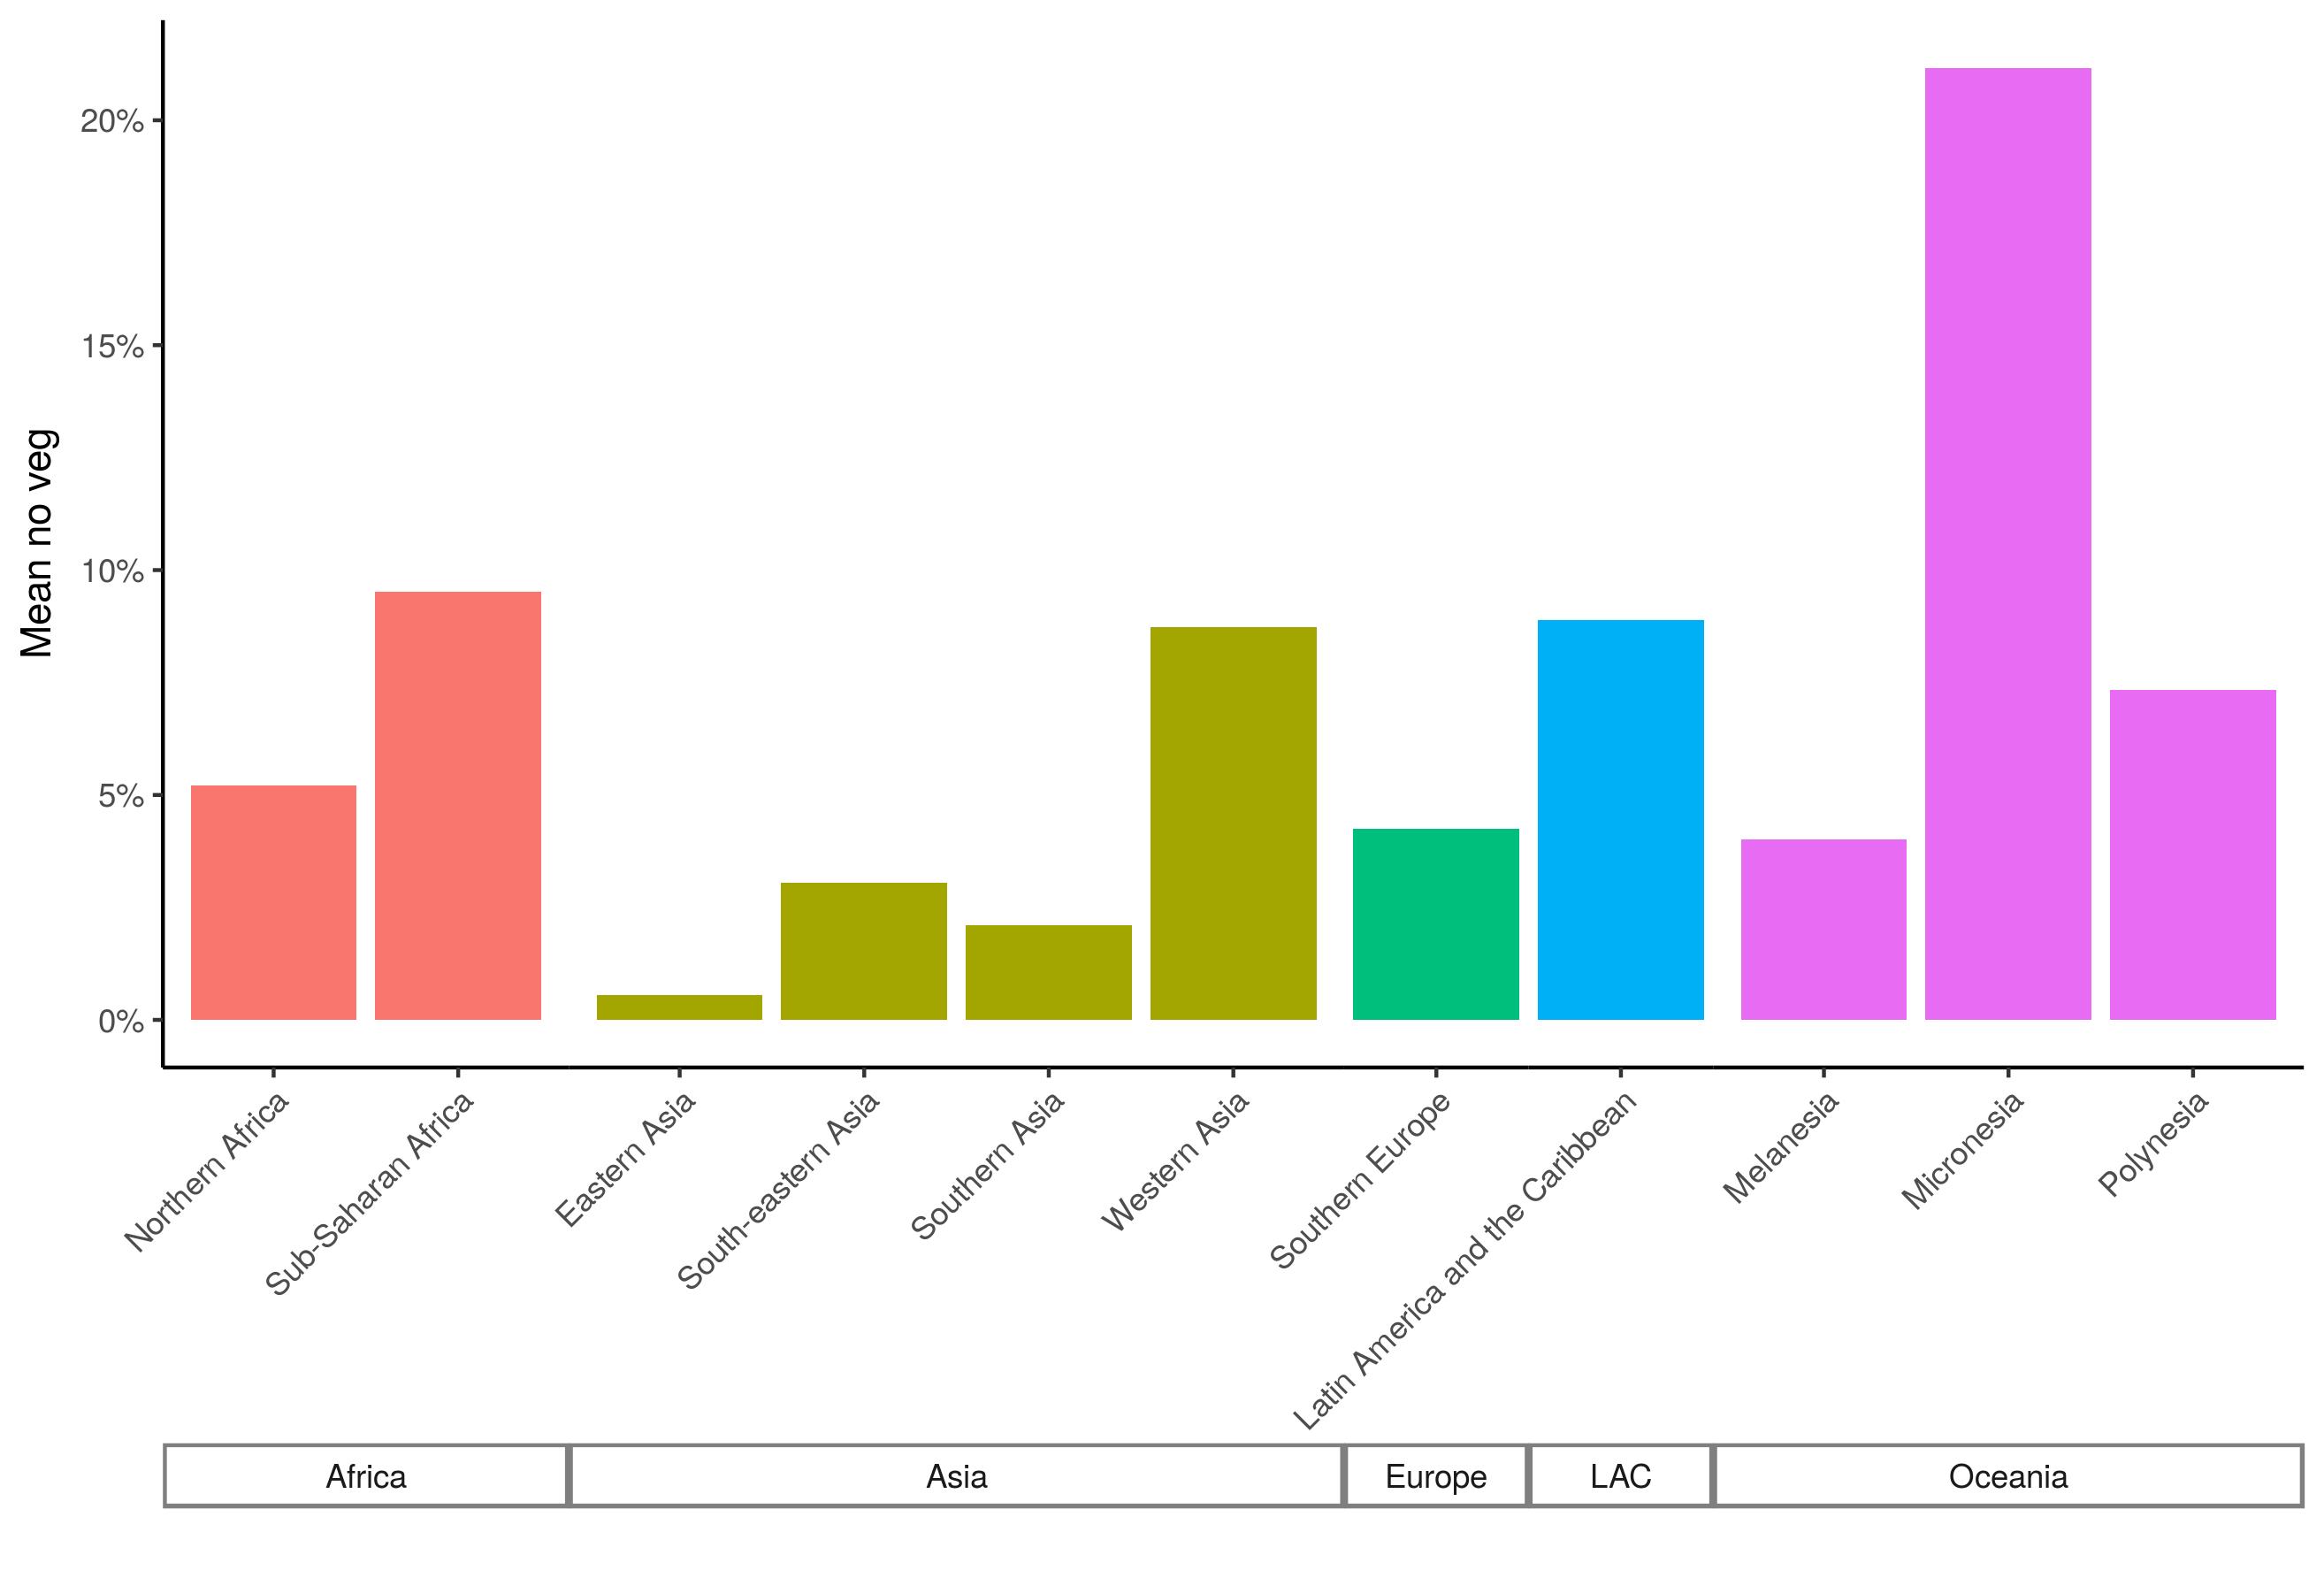 Mean no veg
20%
15%
10%
5%
0%
Northern Africa
Sub-Saharan Africa
Eastern Asia
South-eastern Asia
Southern Asia
Western Asia
Southern Europe
Latin America and the Caribbean
Melanesia
Micronesia
Polynesia
Africa
Asia
Europe
LAC
Oceania